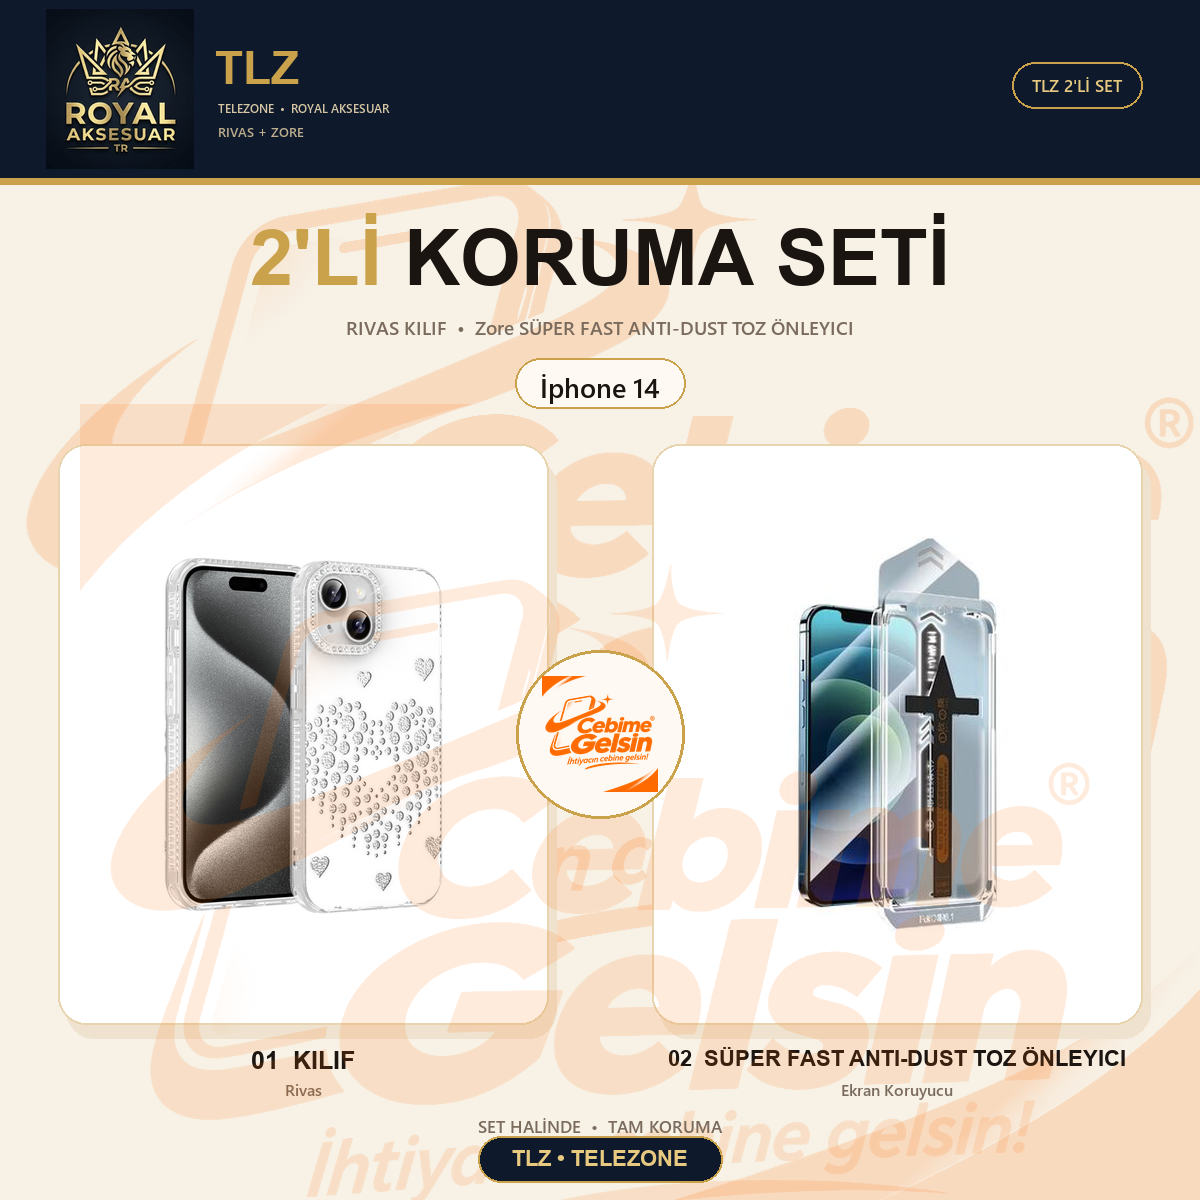 ROYAL
AKSESUAR
TR
TLZ
TELEZONE • ROYAL AKSESUAR
RIVAS + ZORE
TLZ 2'Lİ SET
2'Lİ KORUMA SETİ
RIVAS KILIF • Zore SÜPER FAST ANTI-DUST TOZ ÖNLEYICI
İphone 14
Cebime®
Gelsin
İhtiyacın cebine gelsin!
Cebime®
Gelsin
01 KILIF
Rivas
02 SÜPER FAST ANTI-DUST TOZ ÖNLEYICI
Ekran Koruyucu
SET HALİNDE • TAM KORUMA
TLZ • TELEZONE